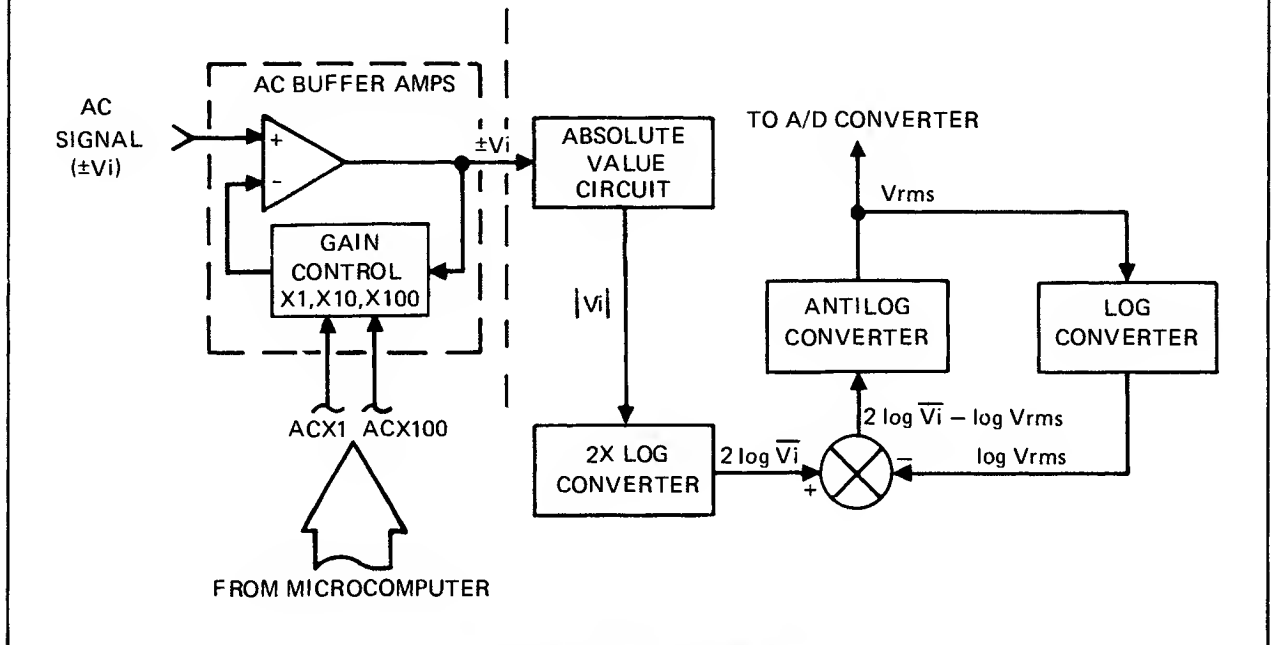 AC BUFFER AMPS
AC
SIGNAL
(±Vi)
+
−
GAIN
CONTROL
X1, X10, X100
ACX1 ACX100
FROM MICROCOMPUTER
±Vi
ABSOLUTE
VALUE
CIRCUIT
|Vi|
2X LOG
CONVERTER
2 log V̅i̅
+
−
2 log V̅i̅ − log Vrms
log Vrms
ANTILOG
CONVERTER
LOG
CONVERTER
Vrms
TO A/D CONVERTER